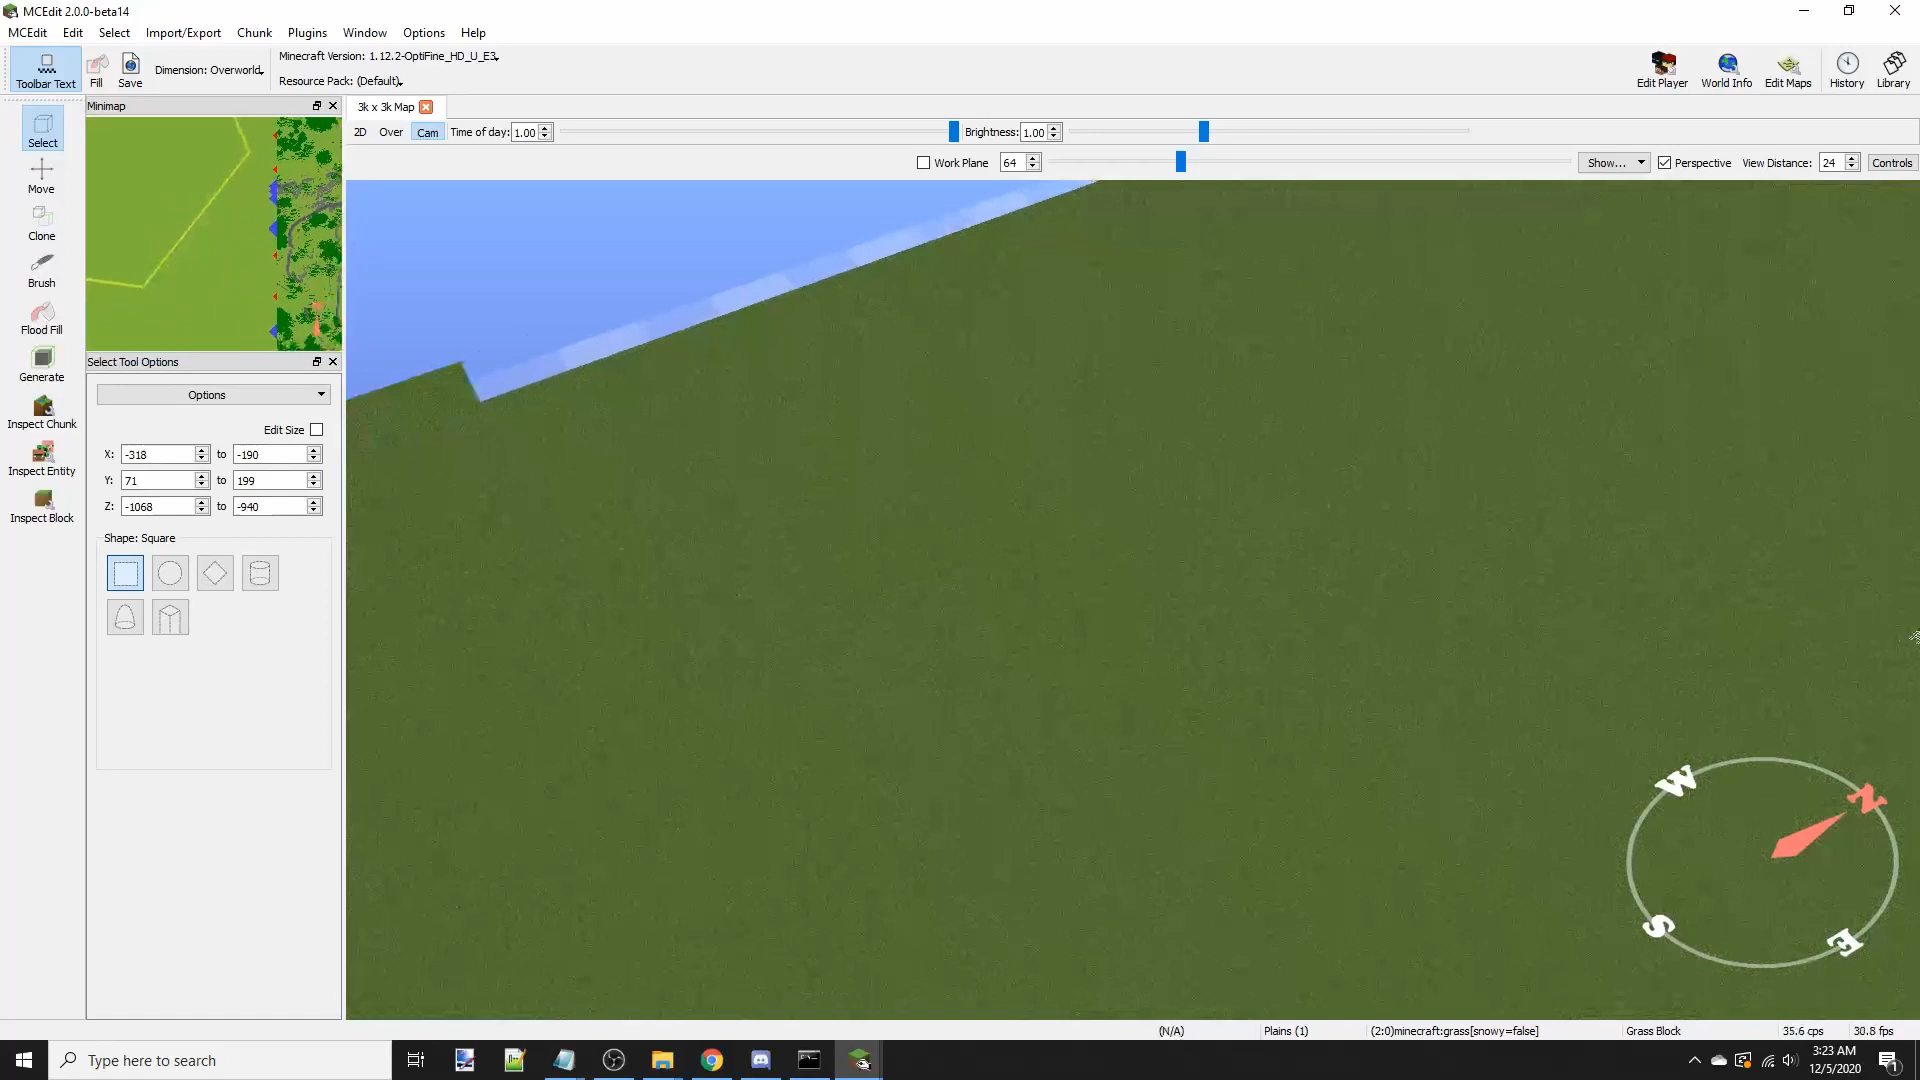 MCEdit 2.0.0-beta14
MCEdit Edit Select Import/Export Chunk Plugins Window Options Help
Toolbar Text
Fill
Save
Dimension: Overworld
Minecraft Version: 1.12.2-OptiFine_HD_U_E3
Resource Pack: (Default)
Edit Player
World Info
Edit Maps
History
Library
Select
Move
Clone
Brush
Flood Fill
Generate
Inspect Chunk
Inspect Entity
Inspect Block
Minimap
Select Tool Options
Options
Edit Size
X: -318 to -190
Y: 71 to 199
Z: -1068 to -940
Shape: Square
3k x 3k Map
2D Over Cam Time of day: 1.00 Brightness: 1.00
Work Plane 64 Show... Perspective View Distance: 24 Controls
W
N
S
E
(N/A) Plains (1) (2:0)minecraft:grass[snowy=false] Grass Block 35.6 cps 30.8 fps
Type here to search
3:23 AM
12/5/2020
1